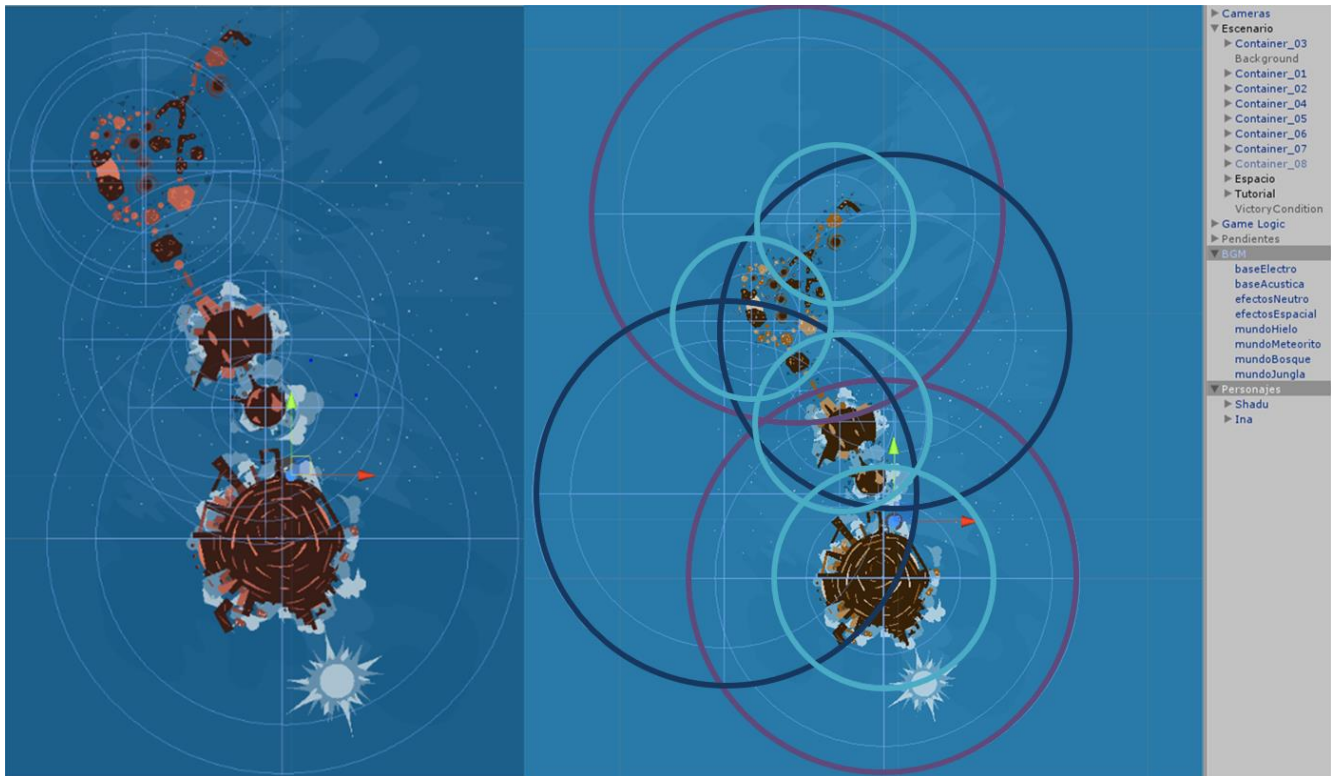 Cameras
Escenario
Container_03
Background
Container_01
Container_02
Container_04
Container_05
Container_06
Container_07
Container_08
Espacio
Tutorial
VictoryCondition
Game Logic
Pendientes
BGM
baseElectro
baseAcustica
efectosNeutro
efectosEspacial
mundoHielo
mundoMeteorito
mundoBosque
mundoJungla
Personajes
Shadu
Ina